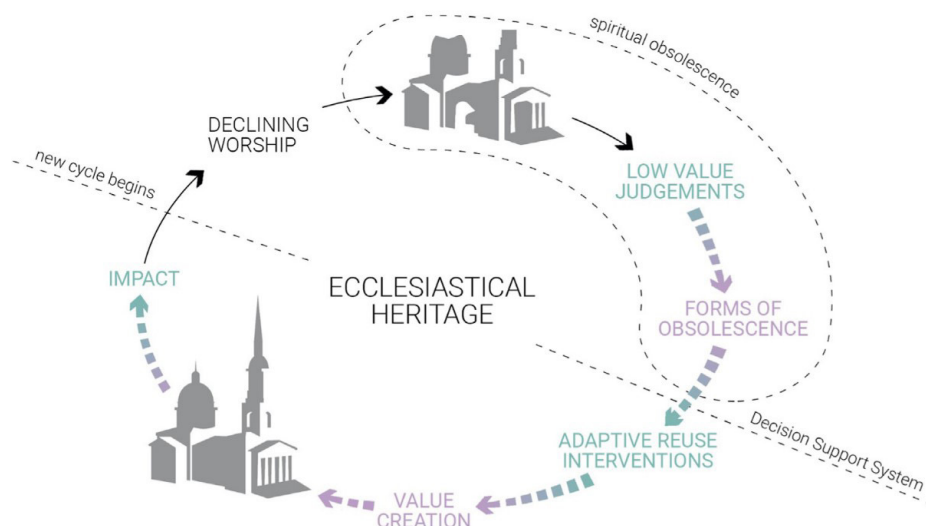 spiritual obsolescence
DECLINING
WORSHIP
new cycle begins
LOW VALUE
JUDGEMENTS
IMPACT
ECCLESIASTICAL
HERITAGE
FORMS OF
OBSOLESCENCE
Decision Support System
ADAPTIVE REUSE
INTERVENTIONS
VALUE
CREATION